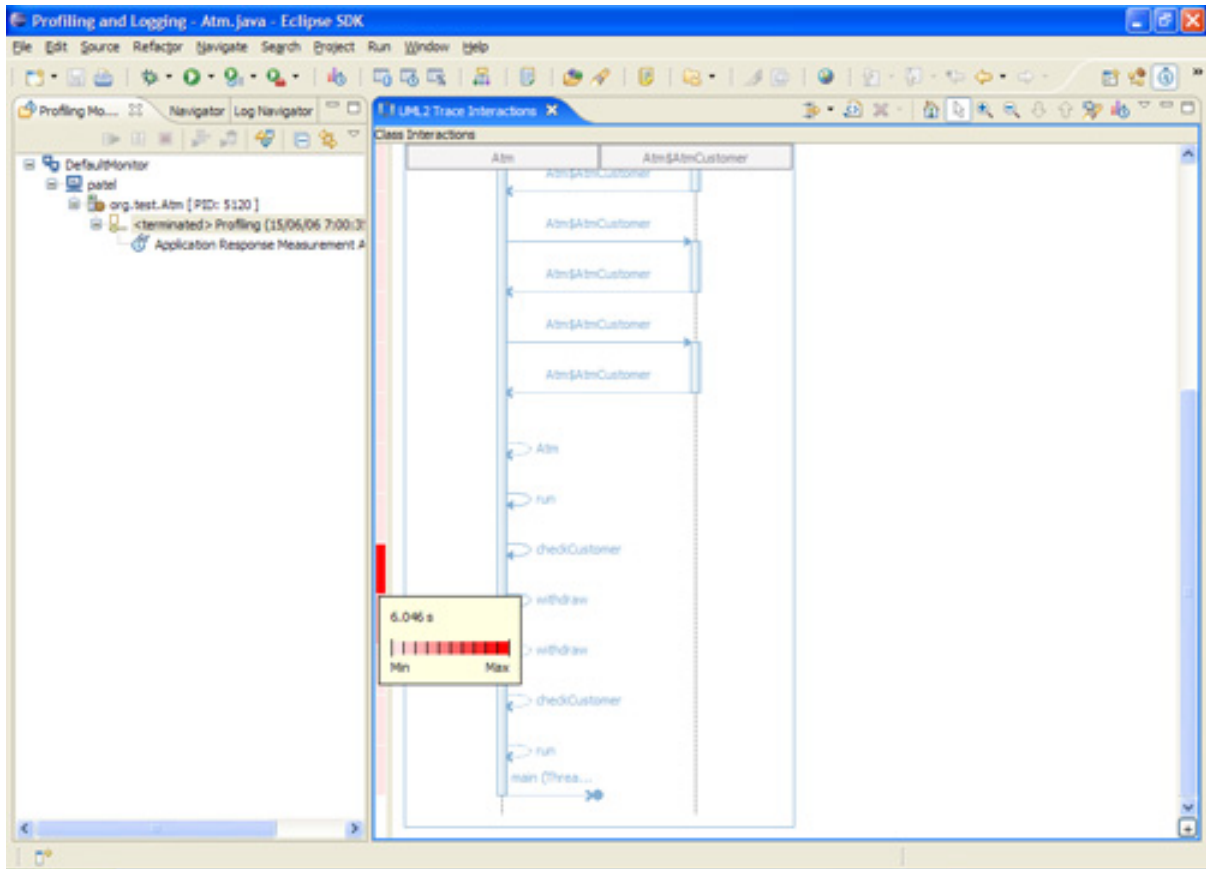 Profiling and Logging - Atm.java - Eclipse SDK
File Edit Source Refactor Navigate Search Project Run Window Help
Profiling Mo... Navigator Log Navigator
UML2 Trace Interactions
DefaultMonitor
patel
org.test.Atm [ PID: 5120 ]
<terminated> Profiling (15/06/06 7:00:3
Application Response Measurement A
Class Interactions
Atm Atm$AtmCustomer
Atm$AtmCustomer
Atm$AtmCustomer
Atm$AtmCustomer
Atm$AtmCustomer
Atm$AtmCustomer
Atm
run
checkCustomer
withdraw
6.046 s
Min Max
withdraw
checkCustomer
run
main (Threa...